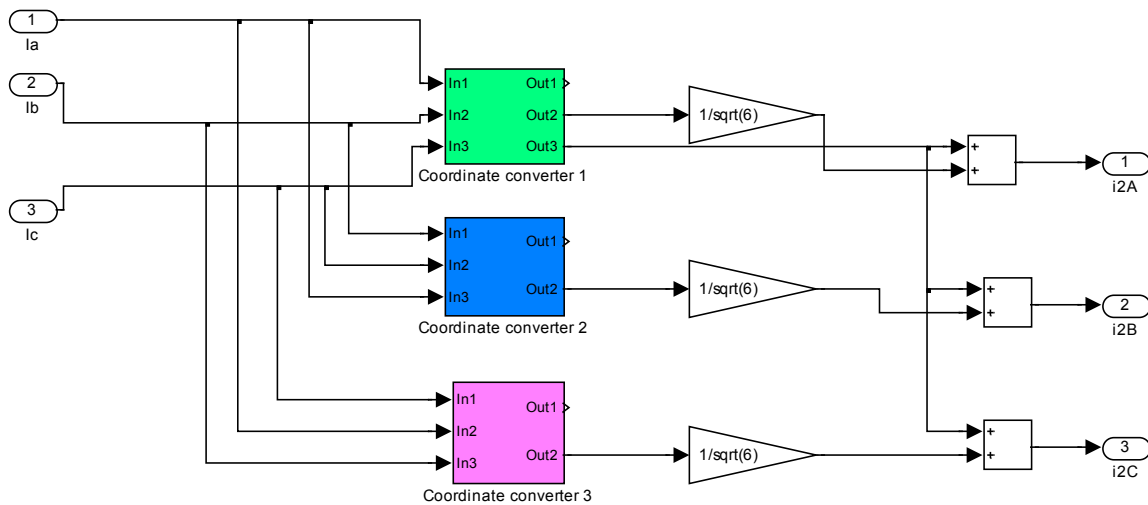 1
Ia
2
Ib
3
Ic
In1
In2
In3
Out1
Out2
Out3
Coordinate converter 1
1/sqrt(6)
+
+
1
i2A
In1
In2
In3
Out1
Out2
Coordinate converter 2
1/sqrt(6)
+
+
2
i2B
In1
In2
In3
Out1
Out2
Coordinate converter 3
1/sqrt(6)
+
+
3
i2C